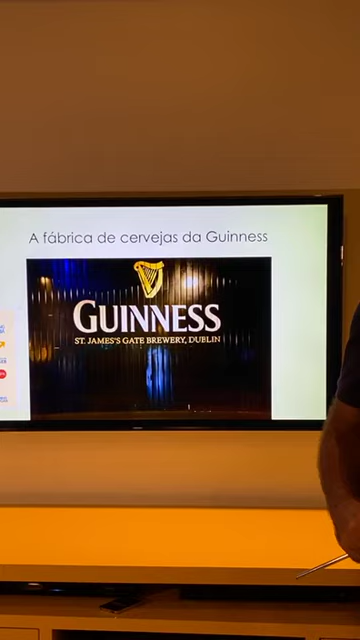 A fábrica de cervejas da Guinness
GUINNESS
ST. JAMES'S GATE BREWERY, DUBLIN